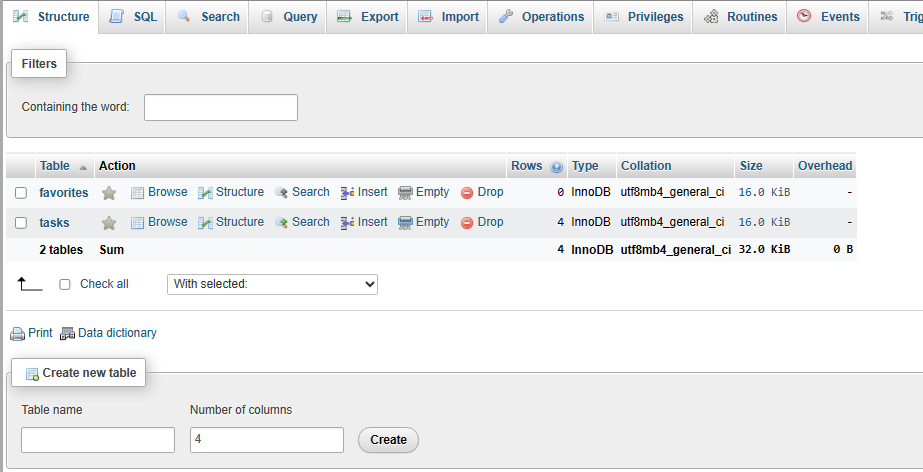 Structure SQL Search Query Export Import Operations Privileges Routines Events Trig
Filters
Containing the word:
Table Action Rows Type Collation Size Overhead
favorites Browse Structure Search Insert Empty Drop 0 InnoDB utf8mb4_general_ci 16.0 KiB -
tasks Browse Structure Search Insert Empty Drop 4 InnoDB utf8mb4_general_ci 16.0 KiB -
2 tables Sum 4 InnoDB utf8mb4_general_ci 32.0 KiB 0 B
Check all With selected:
Print Data dictionary
Create new table
Table name Number of columns
4 Create